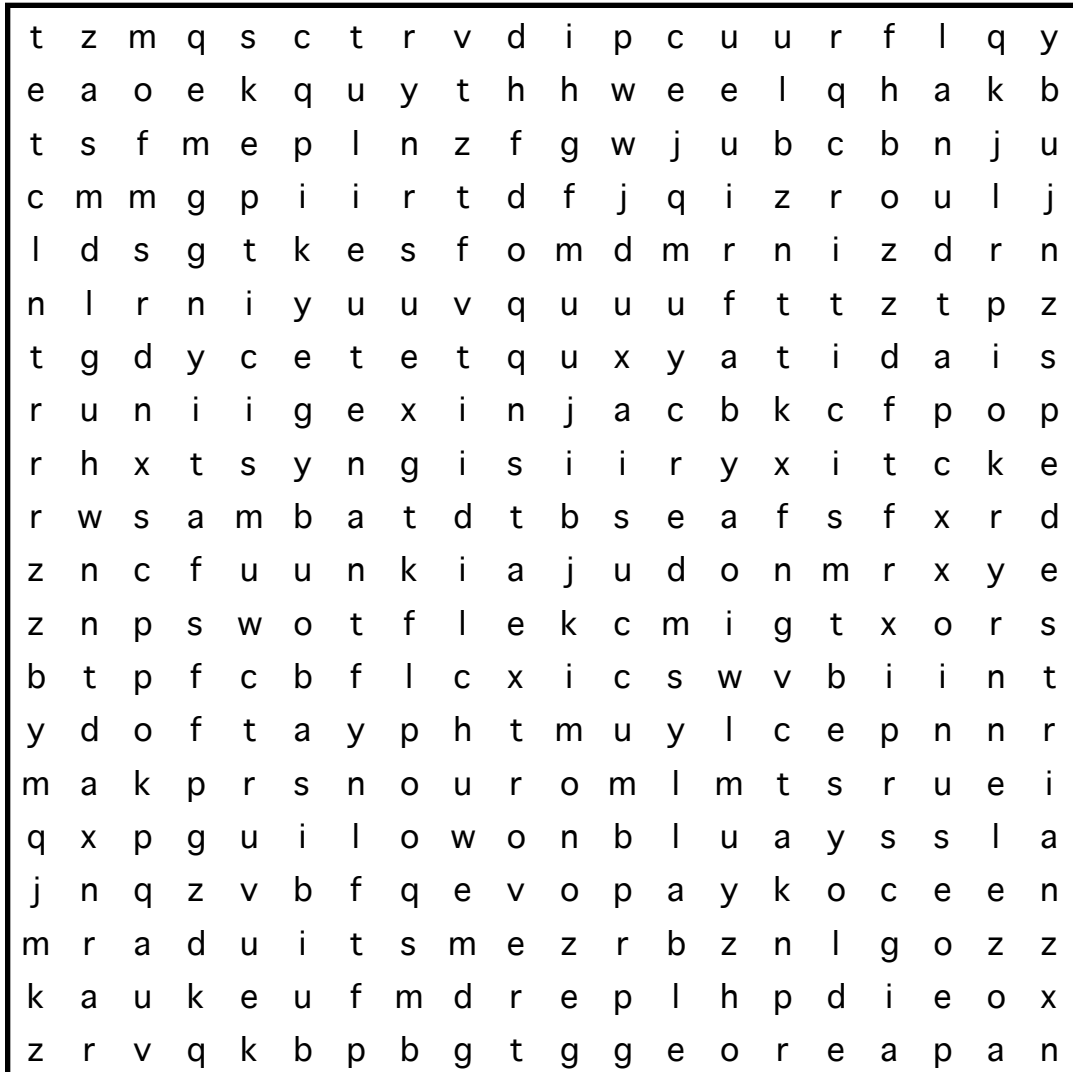 t z m q s c t r v d i p c u u r f l q y
e a o e k q u y t h h w e e l q h a k b
t s f m e p l n z f g w j u b c b n j u
c m m g p i i r t d f j q i z r o u l j
l d s g t k e s f o m d m r n i z d r n
n l r n i y u u v q u u u f t t z t p z
t g d y c e t e t q u x y a t i d a i s
r u n i i g e x i n j a c b k c f p o p
r h x t s y n g i s i i r y x i t c k e
r w s a m b a t d t b s e a f s f x r d
z n c f u u n k i a j u d o n m r x y e
z n p s w o t f l e k c m i g t x o r s
b t p f c b f l c x i c s w v b i i n t
y d o f t a y p h t m u y l c e p n n r
m a k p r s n o u r o m l m t s r u e i
q x p g u i l o w o n b l u a y s s l a
j n q z v b f q e v o p a y k o c e e n
m r a d u i t s m e z r b z n l g o z z
k a u k e u f m d r e p l h p d i e o x
z r v q k b p b g t g g e o r e a p a n